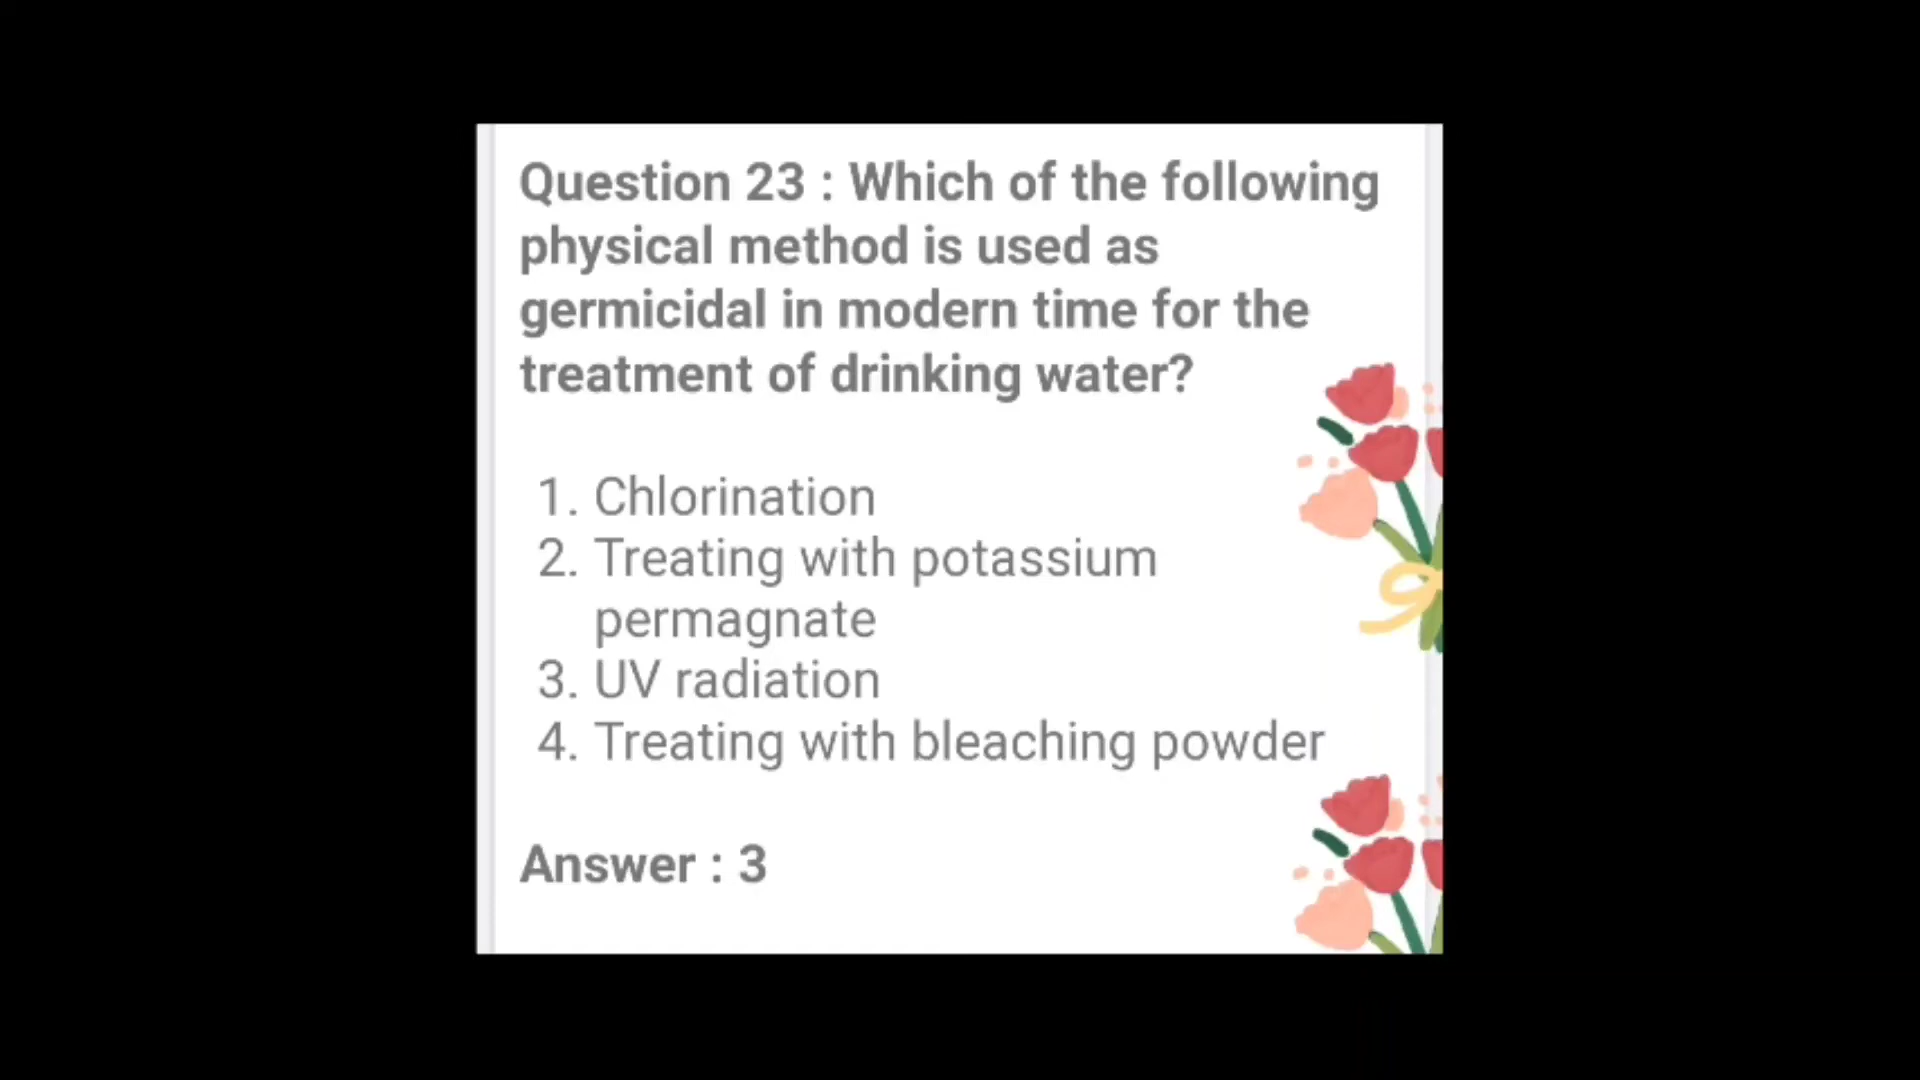 Question 23 : Which of the following
physical method is used as
germicidal in modern time for the
treatment of drinking water?
1. Chlorination
2. Treating with potassium
permagnate
3. UV radiation
4. Treating with bleaching powder
Answer : 3